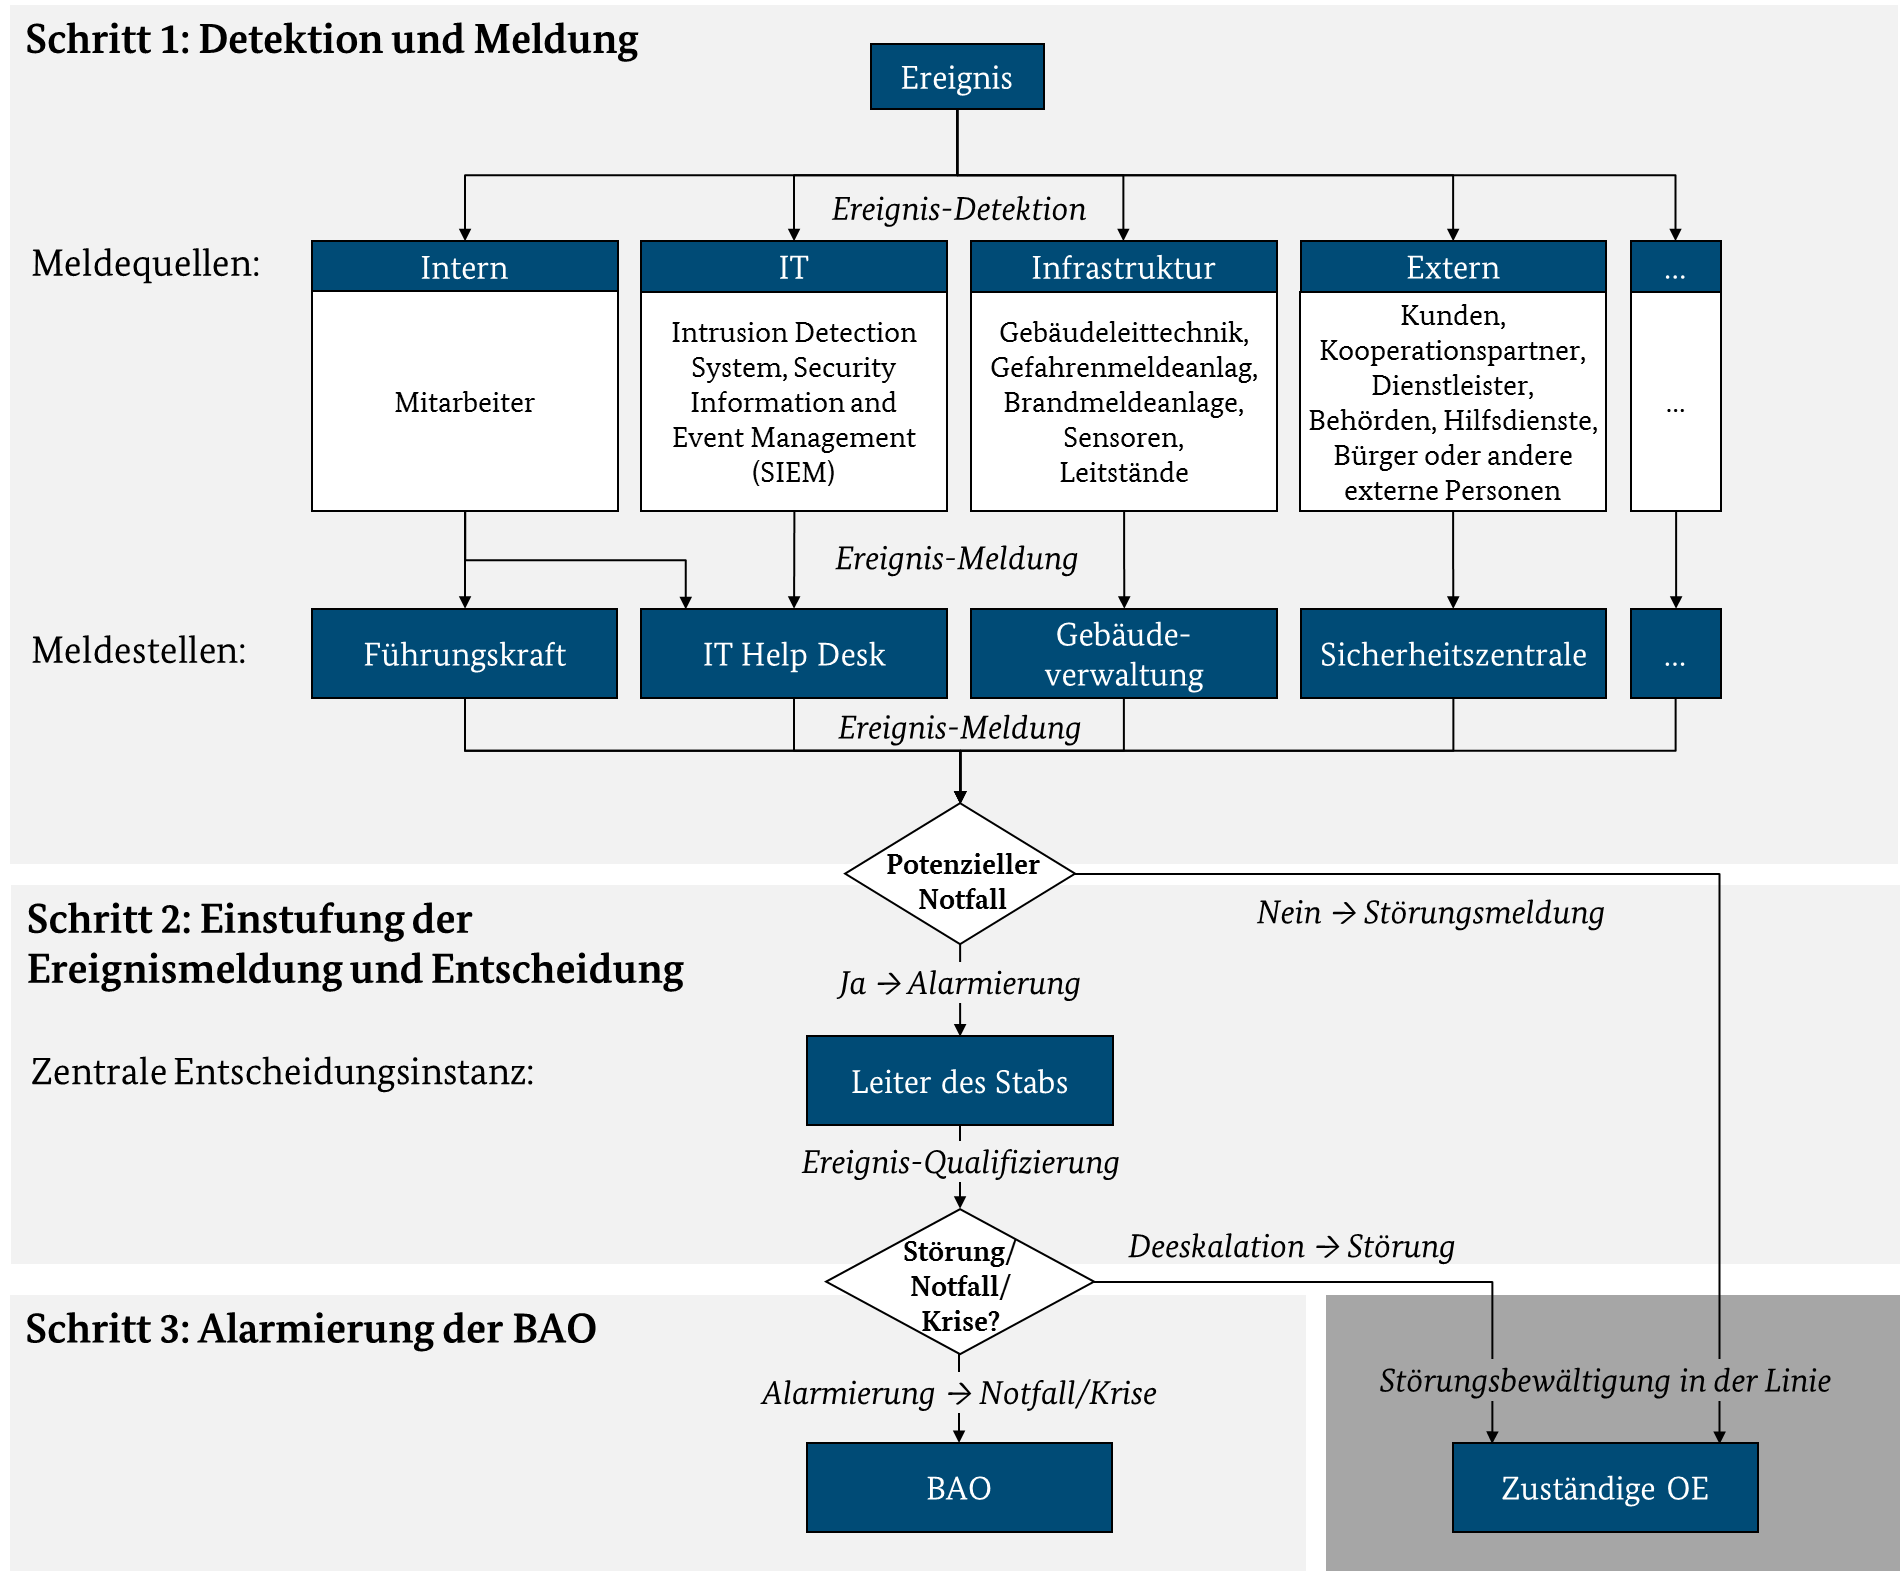 Schritt 1: Detektion und Meldung
Ereignis
Ereignis-Detektion
Meldequellen:
Intern
IT
Infrastruktur
Extern
...
Mitarbeiter
Intrusion Detection
System, Security
Information and
Event Management
(SIEM)
Gebäudeleittechnik,
Gefahrenmeldeanlag,
Brandmeldeanlage,
Sensoren,
Leitstände
Kunden,
Kooperationspartner,
Dienstleister,
Behörden, Hilfsdienste,
Bürger oder andere
externe Personen
...
Ereignis-Meldung
Meldestellen:
Führungskraft
IT Help Desk
Gebäude-
verwaltung
Sicherheitszentrale
...
Ereignis-Meldung
Potenzieller
Notfall
Schritt 2: Einstufung der
Ereignismeldung und Entscheidung
Nein → Störungsmeldung
Ja → Alarmierung
Zentrale Entscheidungsinstanz:
Leiter des Stabs
Ereignis-Qualifizierung
Störung/
Notfall/
Krise?
Deeskalation → Störung
Schritt 3: Alarmierung der BAO
Alarmierung → Notfall/Krise
Störungsbewältigung in der Linie
BAO
Zuständige OE